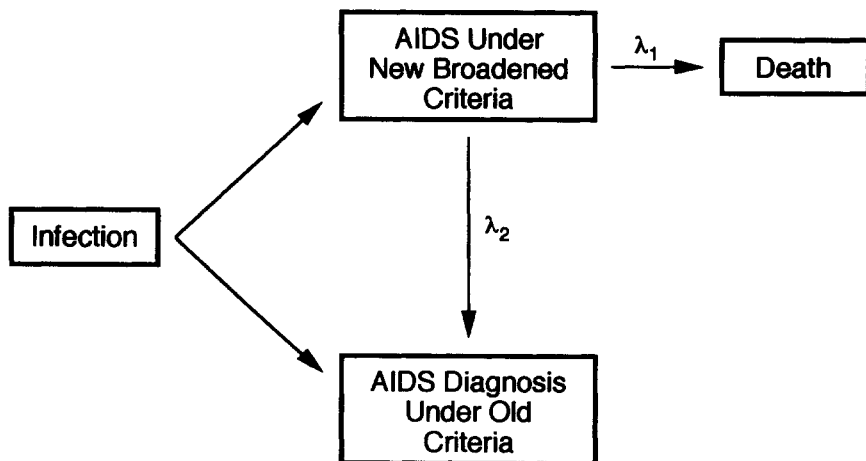 AIDS Under
New Broadened
Criteria
λ1
Death
Infection
λ2
AIDS Diagnosis
Under Old
Criteria